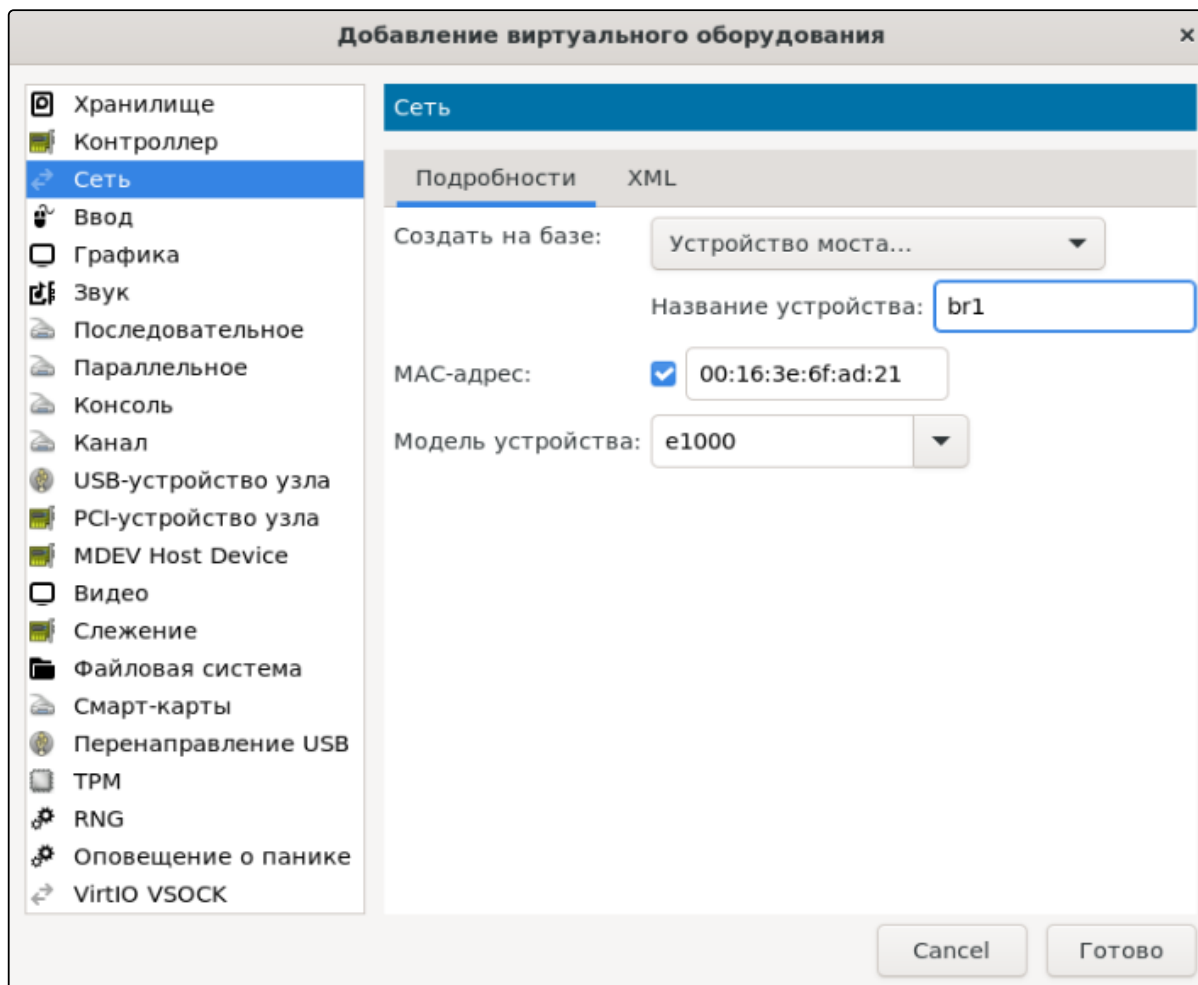 Добавление виртуального оборудования
Хранилище
Контроллер
Сеть
Ввод
Графика
Звук
Последовательное
Параллельное
Консоль
Канал
USB-устройство узла
PCI-устройство узла
MDEV Host Device
Видео
Слежение
Файловая система
Смарт-карты
Перенаправление USB
TPM
RNG
Оповещение о панике
VirtIO VSOCK
Сеть
Подробности XML
Создать на базе: Устройство моста...
Название устройства: br1
MAC-адрес: 00:16:3e:6f:ad:21
Модель устройства: e1000
Cancel Готово